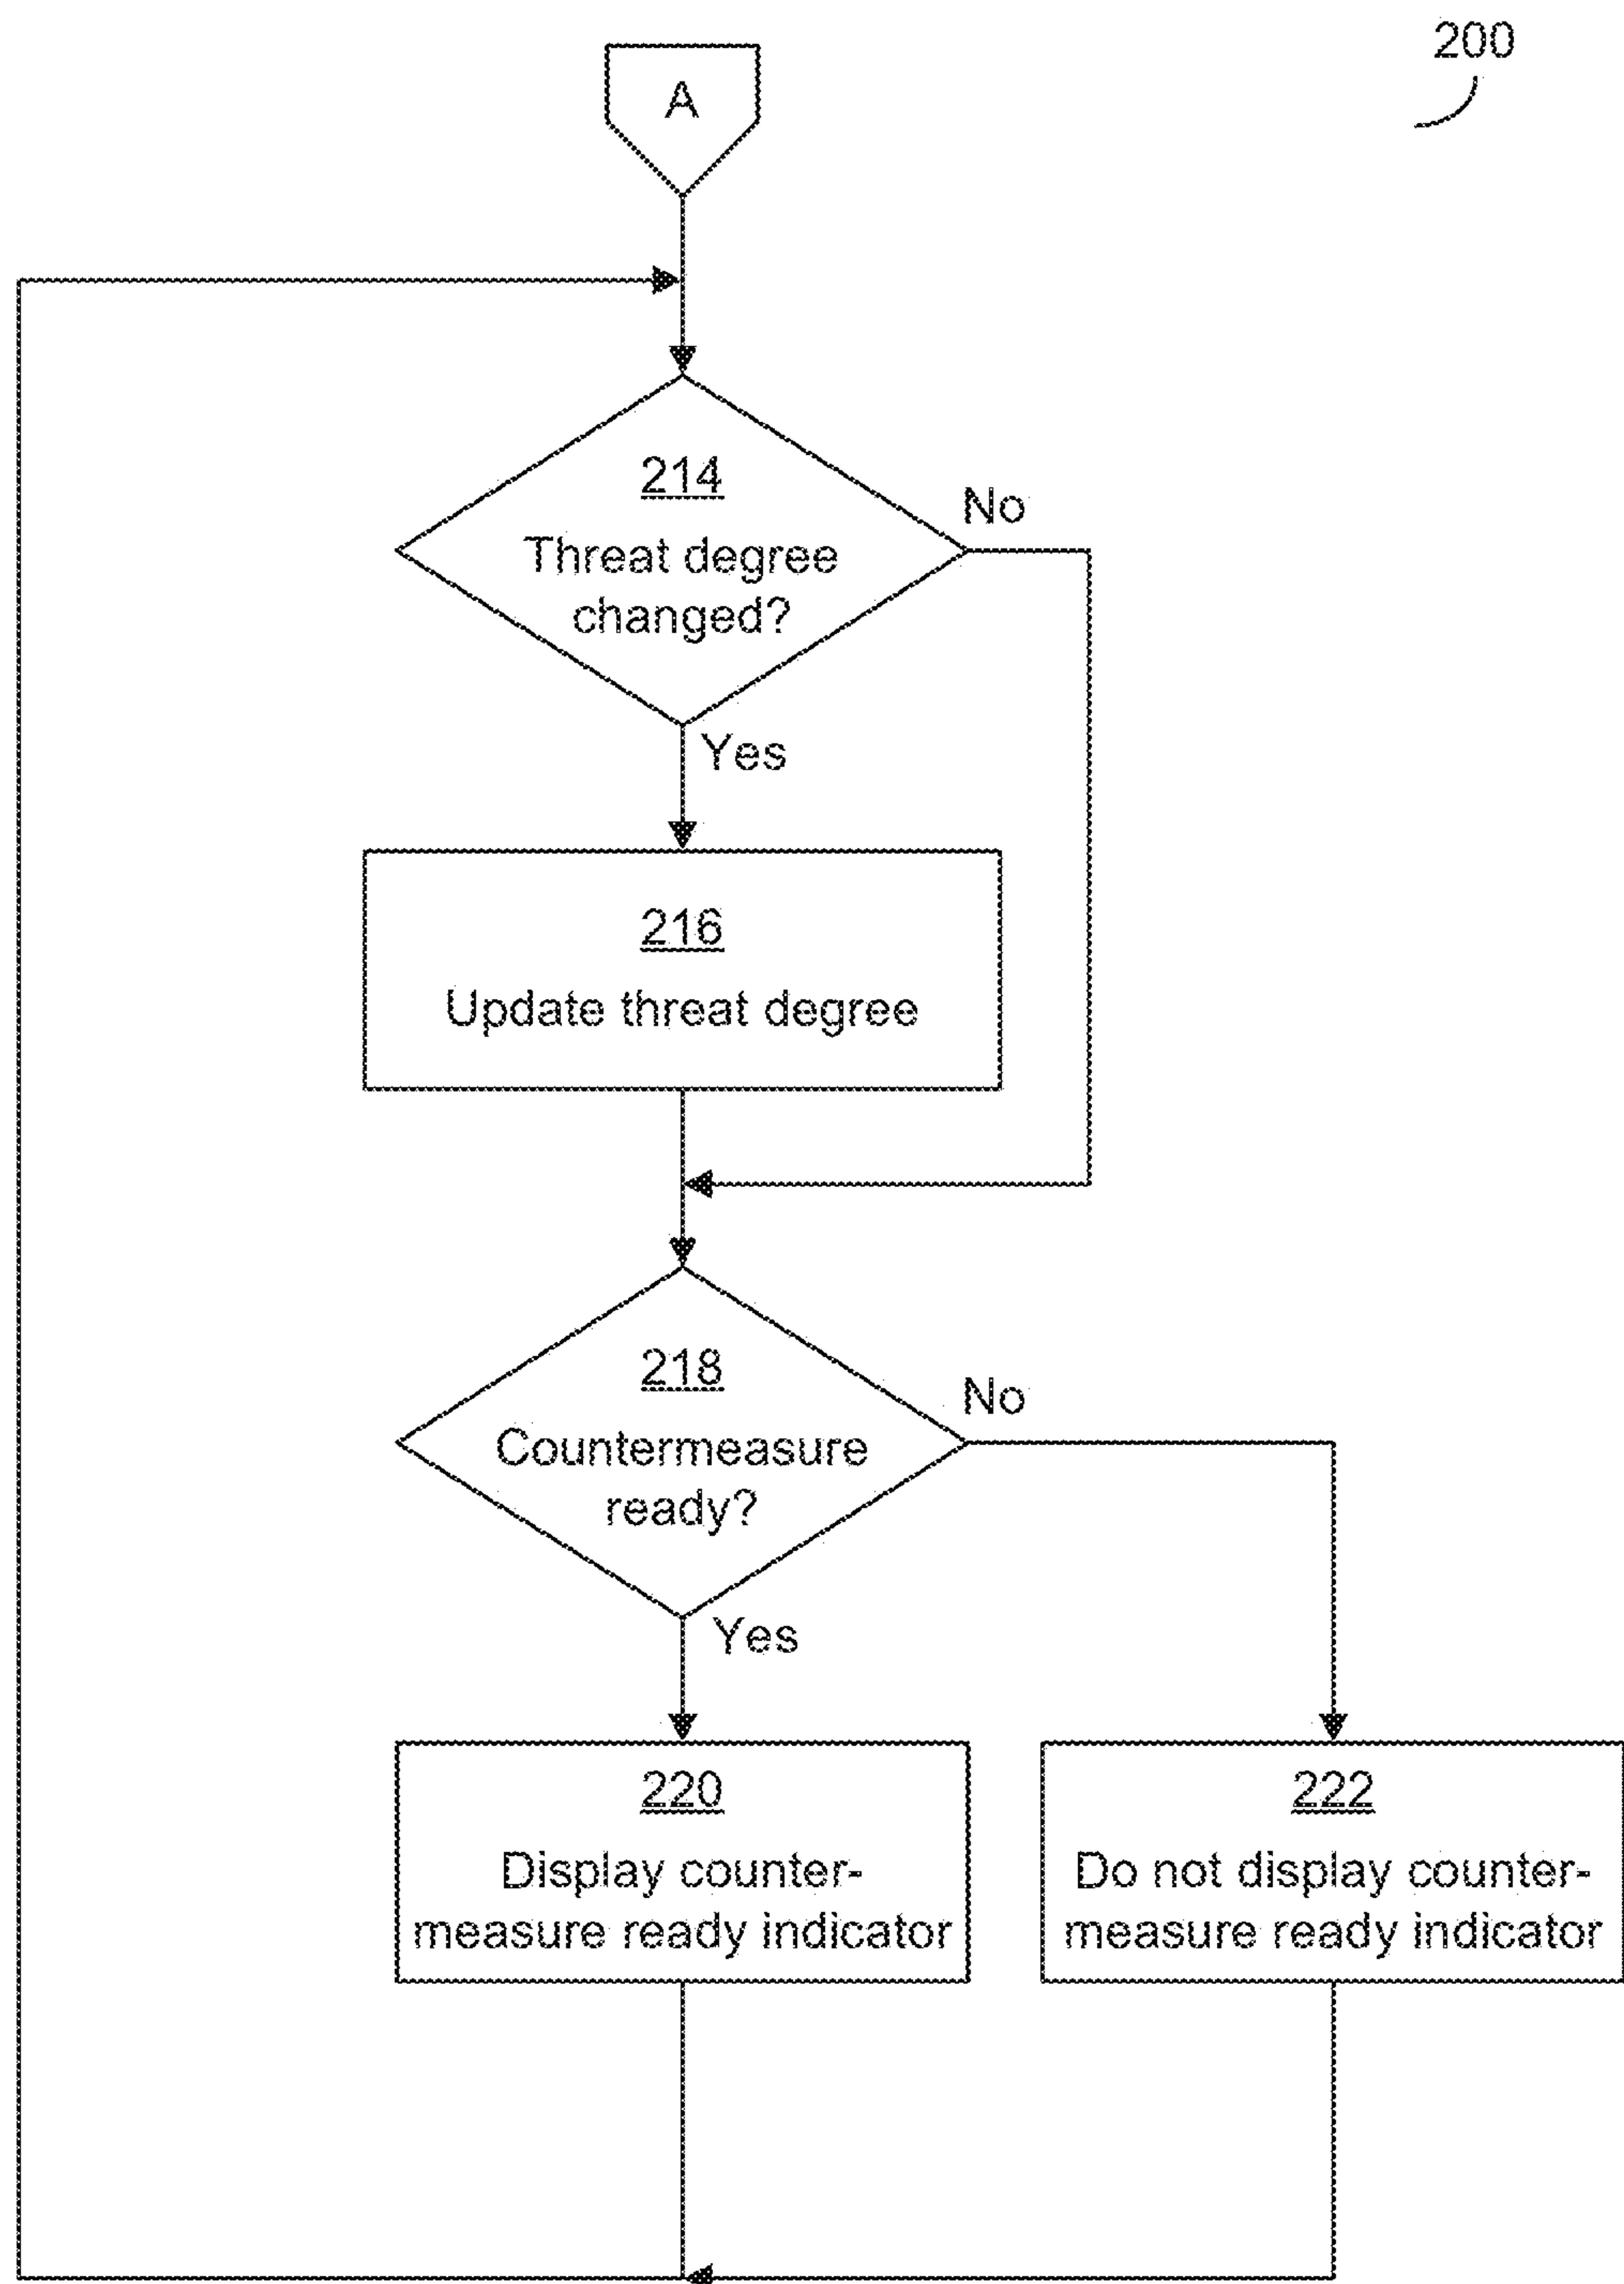 200
A
214
Threat degree
changed?
No
Yes
216
Update threat degree
218
Countermeasure
ready?
No
Yes
220
Display counter-
measure ready indicator
222
Do not display counter-
measure ready indicator